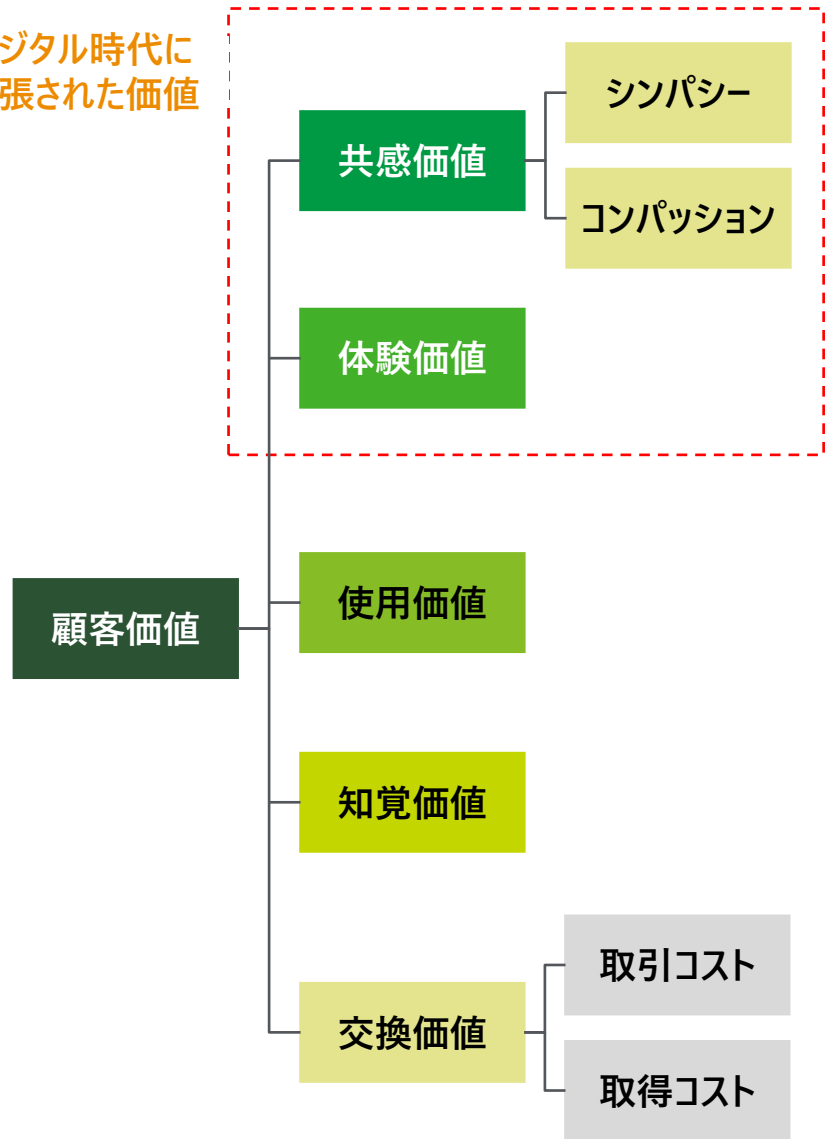 ジタル時代に
張された価値
シンパシー
共感価値
コンパッション
体験価値
使用価値
顧客価値
知覚価値
取引コスト
交換価値
取得コスト